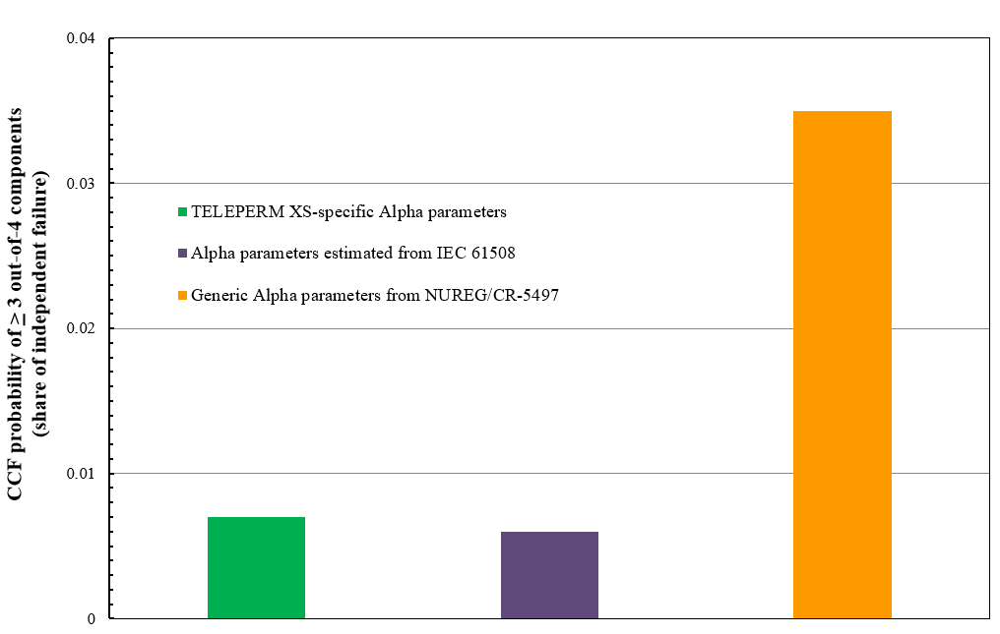 CCF probability of ≥ 3 out-of-4 components
(share of independent failure)
0.04
0.03
0.02
0.01
0
TELEPERM XS-specific Alpha parameters
Alpha parameters estimated from IEC 61508
Generic Alpha parameters from NUREG/CR-5497